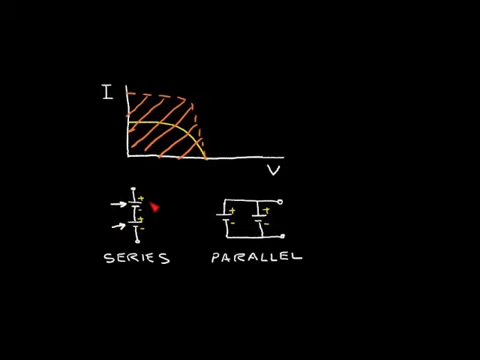 I
V
+
-
+
-
+
-
+
-
SERIES
PARALLEL